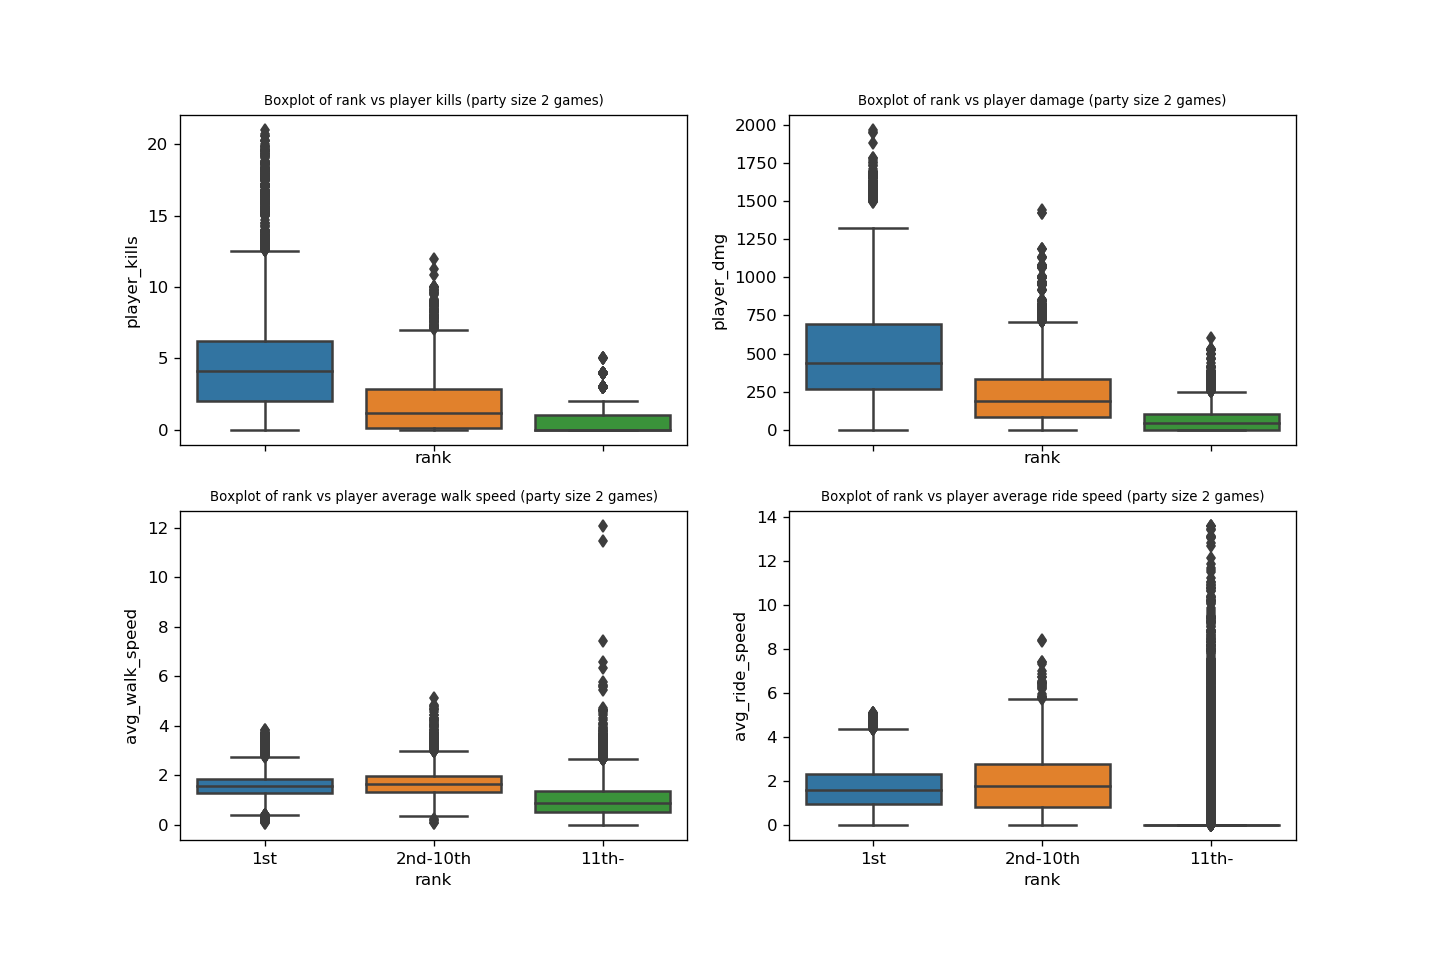 Boxplot of rank vs player kills (party size 2 games)
player_kills
20
15
10
5
0
rank
Boxplot of rank vs player damage (party size 2 games)
player_dmg
2000
1750
1500
1250
1000
750
500
250
0
rank
Boxplot of rank vs player average walk speed (party size 2 games)
avg_walk_speed
12
10
8
6
4
2
0
1st 2nd-10th 11th-
rank
Boxplot of rank vs player average ride speed (party size 2 games)
avg_ride_speed
14
12
10
8
6
4
2
0
1st 2nd-10th 11th-
rank